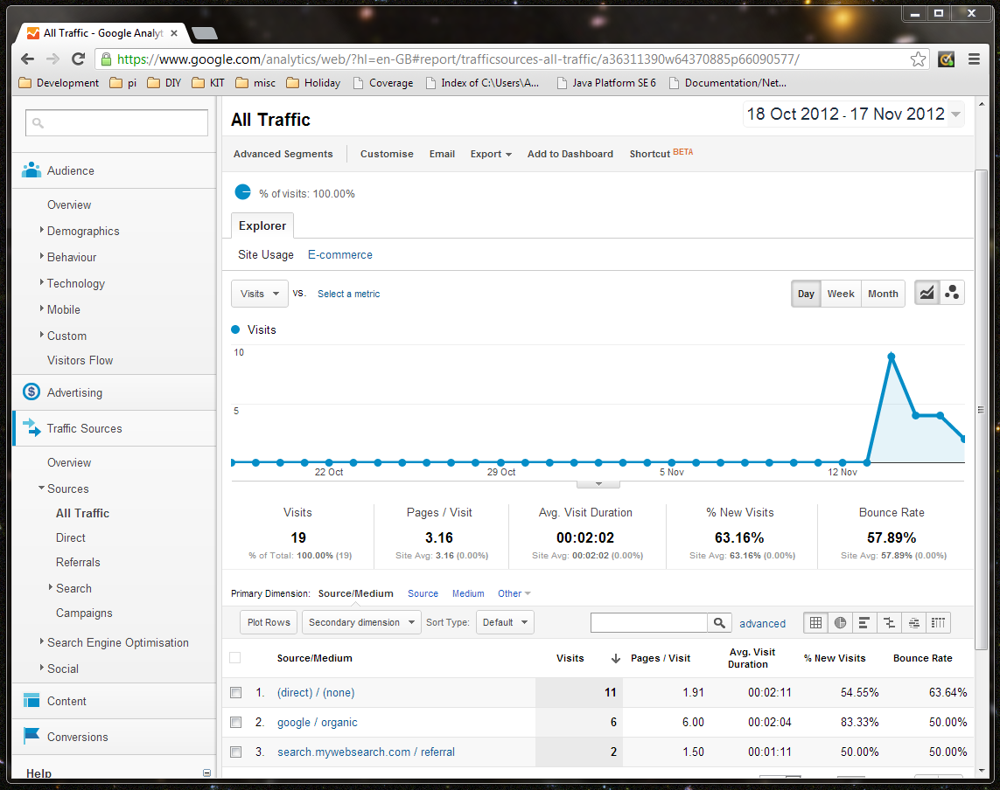 All Traffic - Google Analyt
https://www.google.com/analytics/web/?hl=en-GB#report/trafficsources-all-traffic/a36311390w64370885p66090577/
Development pi DIY KIT misc Holiday Coverage Index of C:\Users\A... Java Platform SE 6 Documentation/Net...
Audience
Overview
Demographics
Behaviour
Technology
Mobile
Custom
Visitors Flow
Advertising
Traffic Sources
Overview
Sources
All Traffic
Direct
Referrals
Search
Campaigns
Search Engine Optimisation
Social
Content
Conversions
Help
All Traffic
18 Oct 2012 - 17 Nov 2012
Advanced Segments Customise Email Export Add to Dashboard Shortcut BETA
% of visits: 100.00%
Explorer
Site Usage E-commerce
Visits vs. Select a metric Day Week Month
Visits
10
5
22 Oct 29 Oct 5 Nov 12 Nov
Visits Pages / Visit Avg. Visit Duration % New Visits Bounce Rate
19 3.16 00:02:02 63.16% 57.89%
% of Total: 100.00% (19) Site Avg: 3.16 (0.00%) Site Avg: 00:02:02 (0.00%) Site Avg: 63.16% (0.00%) Site Avg: 57.89% (0.00%)
Primary Dimension: Source/Medium Source Medium Other
Plot Rows Secondary dimension Sort Type: Default advanced
Source/Medium Visits Pages / Visit Avg. Visit Duration % New Visits Bounce Rate
1. (direct) / (none) 11 1.91 00:02:11 54.55% 63.64%
2. google / organic 6 6.00 00:02:04 83.33% 50.00%
3. search.mywebsearch.com / referral 2 1.50 00:01:11 50.00% 50.00%